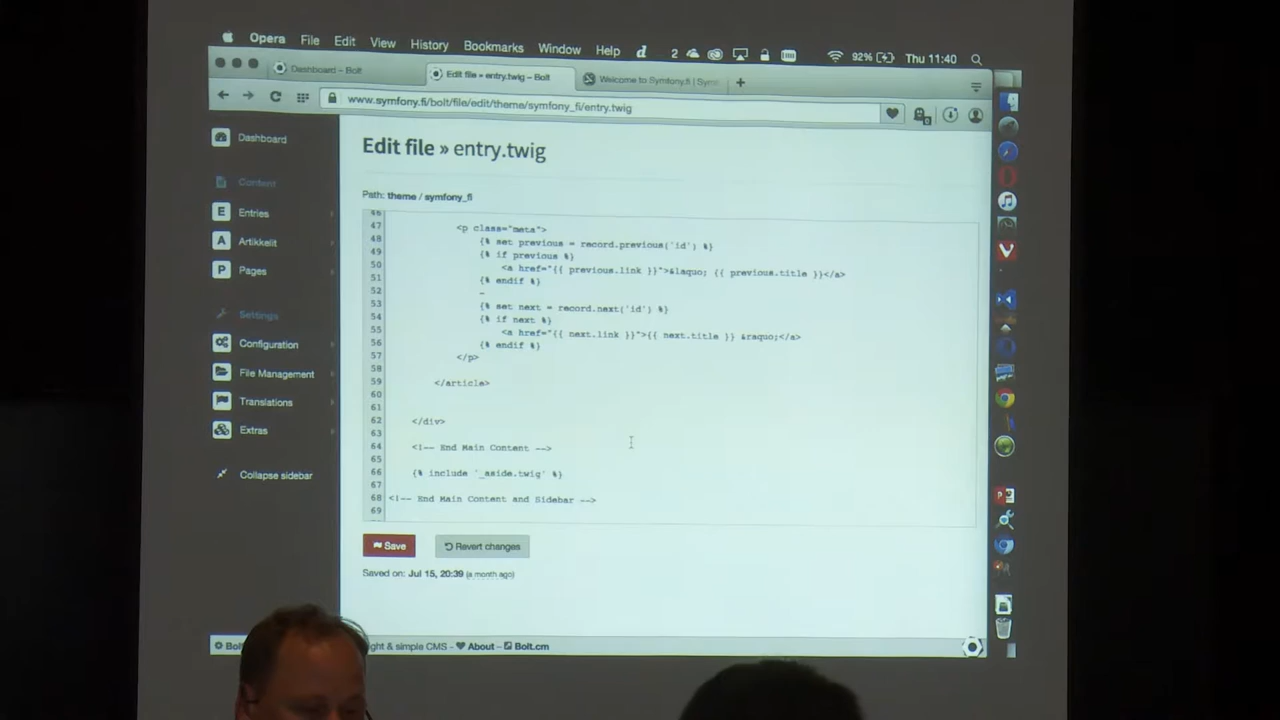 Opera File Edit View History Bookmarks Window Help 2 92% Thu 11:40
Dashboard – Bolt
Edit file » entry.twig – Bolt
Welcome to Symfony.fi | Sym
www.symfony.fi/bolt/file/edit/theme/symfony_fi/entry.twig
Dashboard
Content
E Entries
A Artikkelit
P Pages
Settings
Configuration
File Management
Translations
Extras
Collapse sidebar
Edit file » entry.twig
Path: theme / symfony_fi
46
47 <p class="meta">
48 {% set previous = record.previous('id') %}
49 {% if previous %}
50 <a href="{{ previous.link }}">&laquo; {{ previous.title }}</a>
51 {% endif %}
52 –
53 {% set next = record.next('id') %}
54 {% if next %}
55 <a href="{{ next.link }}">{{ next.title }} &raquo;</a>
56 {% endif %}
57 </p>
58
59 </article>
60
61
62 </div>
63
64 <!-- End Main Content -->
65
66 {% include '_aside.twig' %}
67
68 <!-- End Main Content and Sidebar -->
69
Save Revert changes
Saved on: Jul 15, 20:39 (a month ago)
Bol ght & simple CMS – About – Bolt.cm